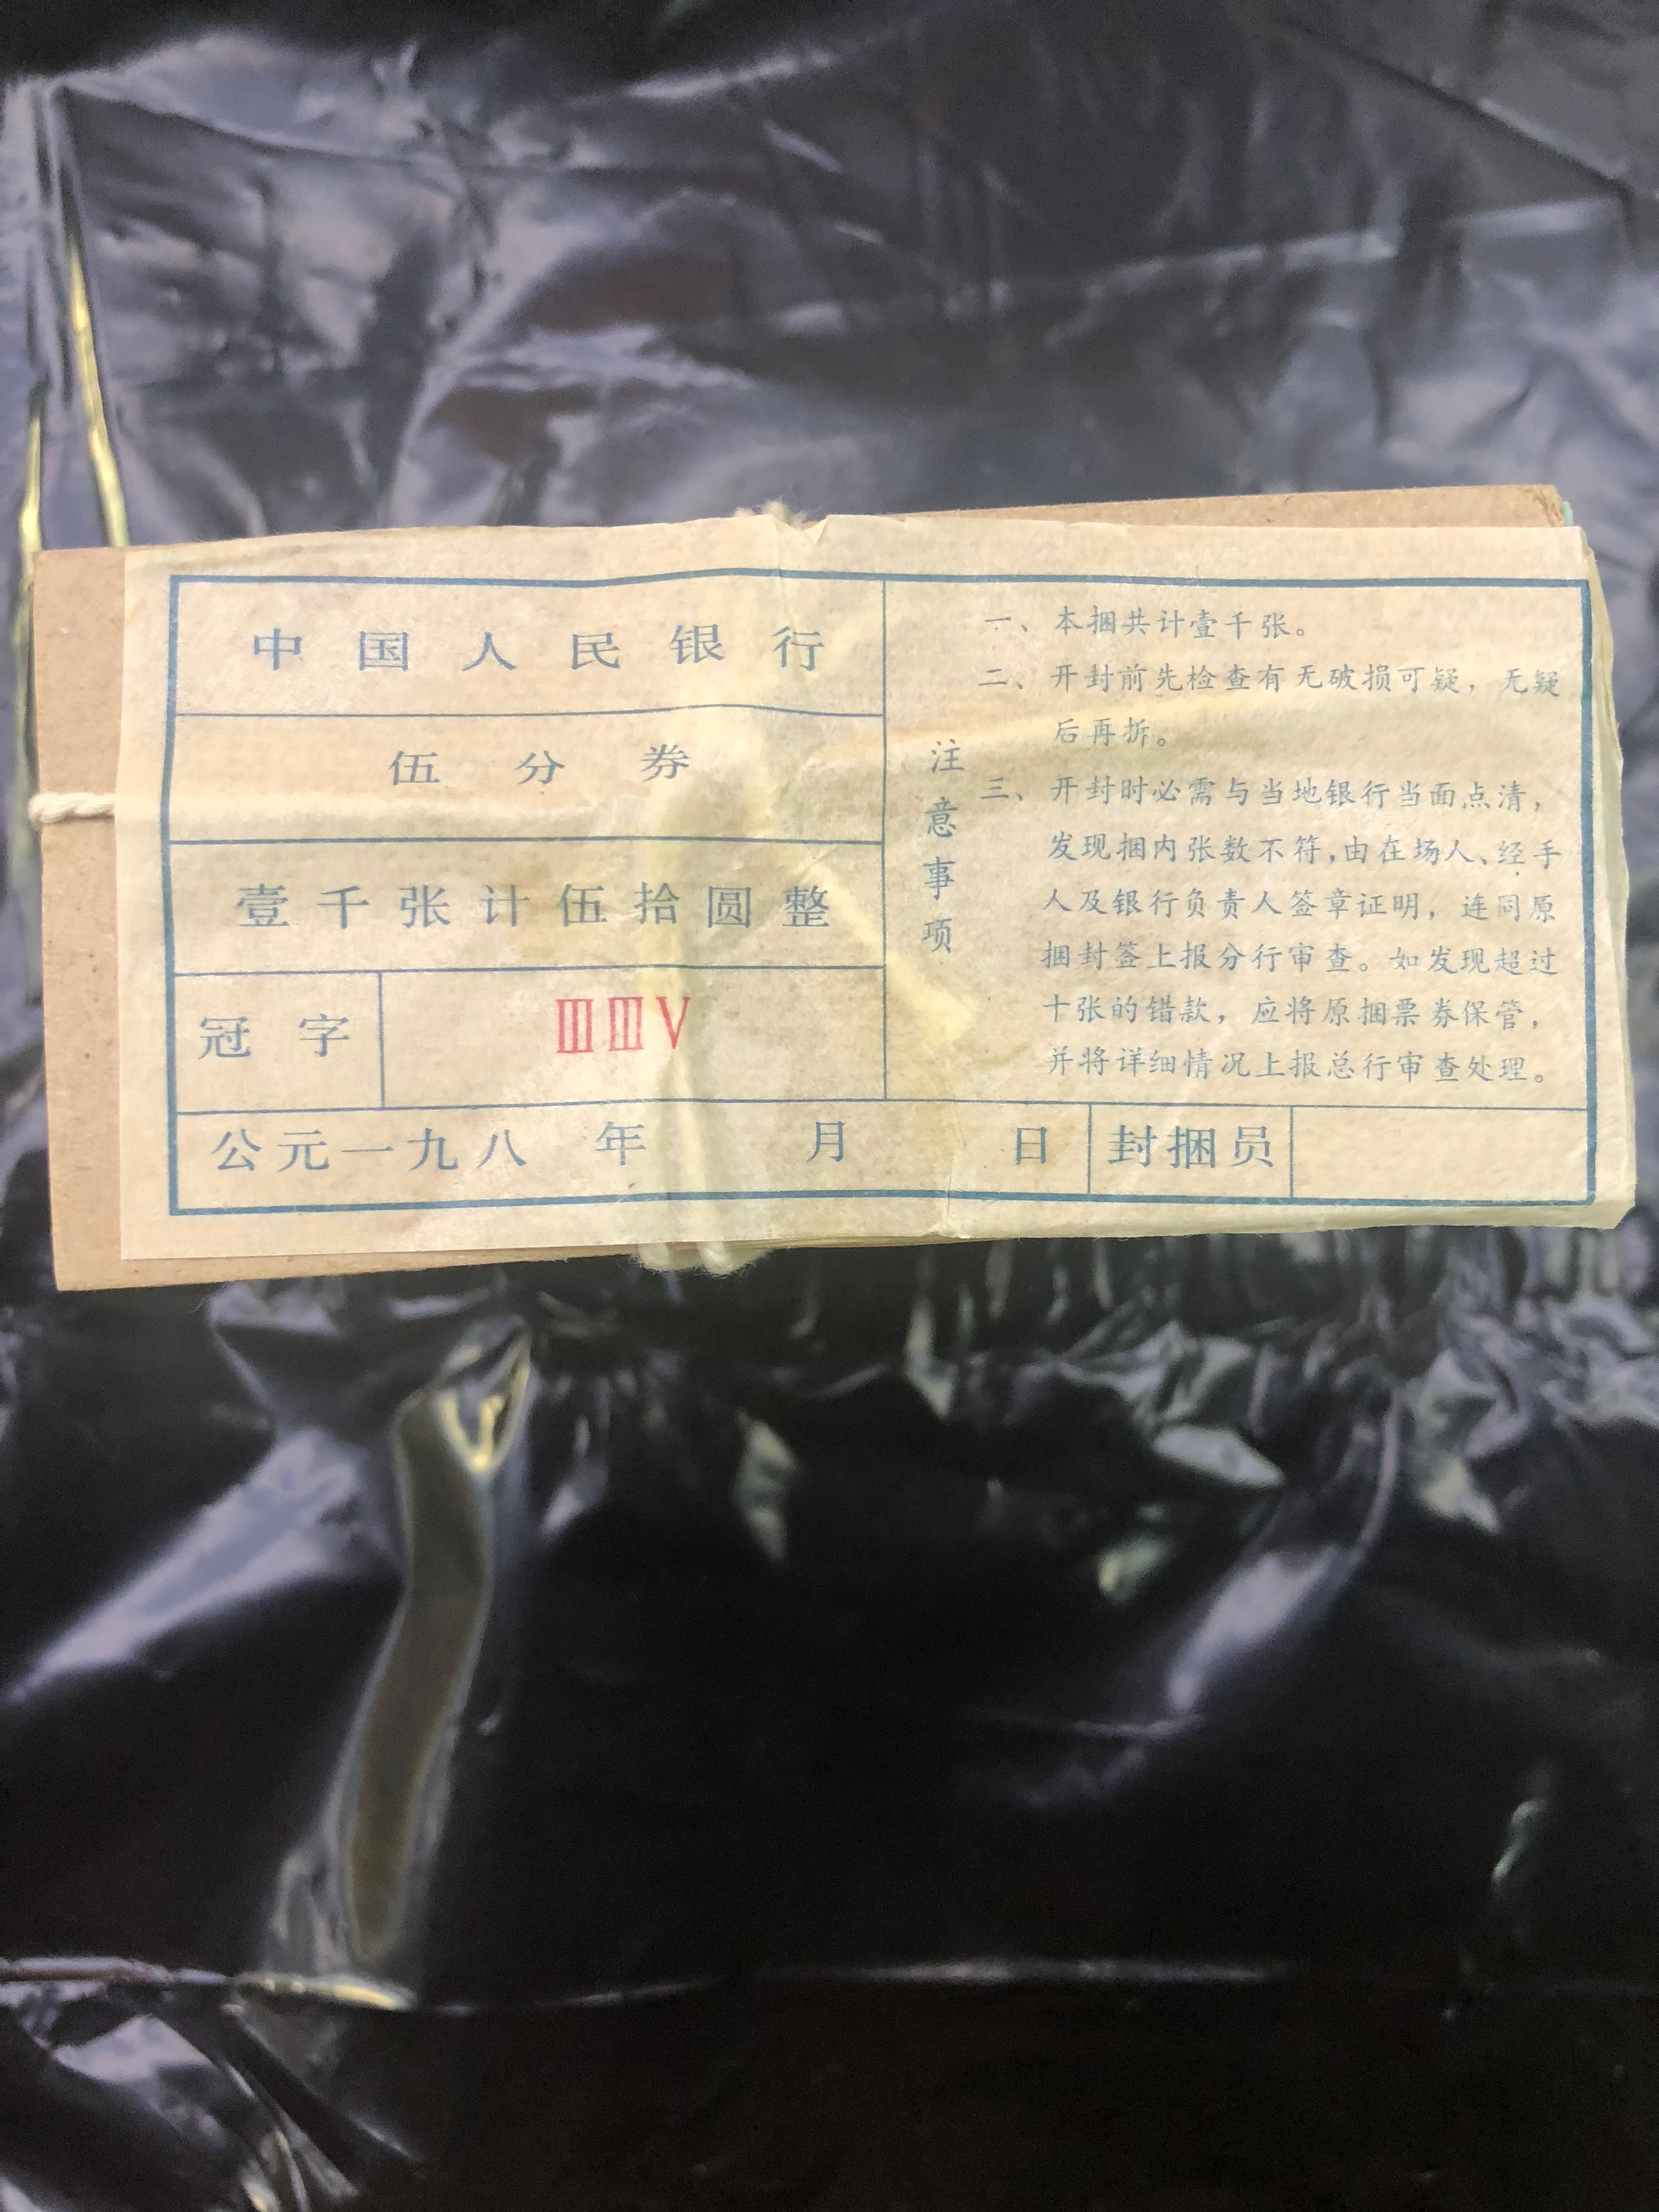 中国人民银行
伍分券
壹千张计伍拾圆整
冠字 ⅢⅢⅤ
注意事项
一、本捆共计壹千张。
二、开封前先检查有无破损可疑，无疑
后再拆。
三、开封时必需与当地银行当面点清，
发现捆内张数不符，由在场人、经手
人及银行负责人签章证明，连同原
捆封签上报分行审查。如发现超过
十张的错款，应将原捆票券保管，
并将详细情况上报总行审查处理。
公元一九八 年 月 日 封捆员